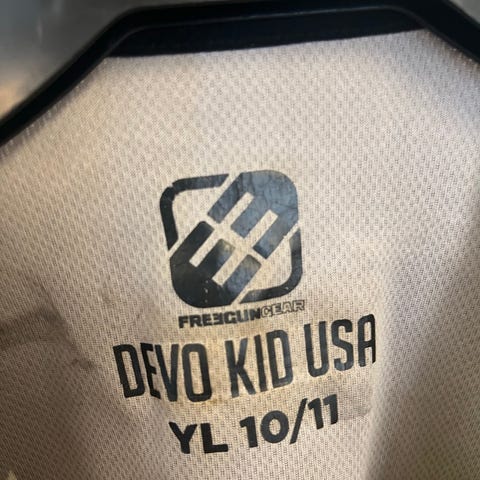 FREEGUNGEAR
DEVO KID USA
YL 10/11